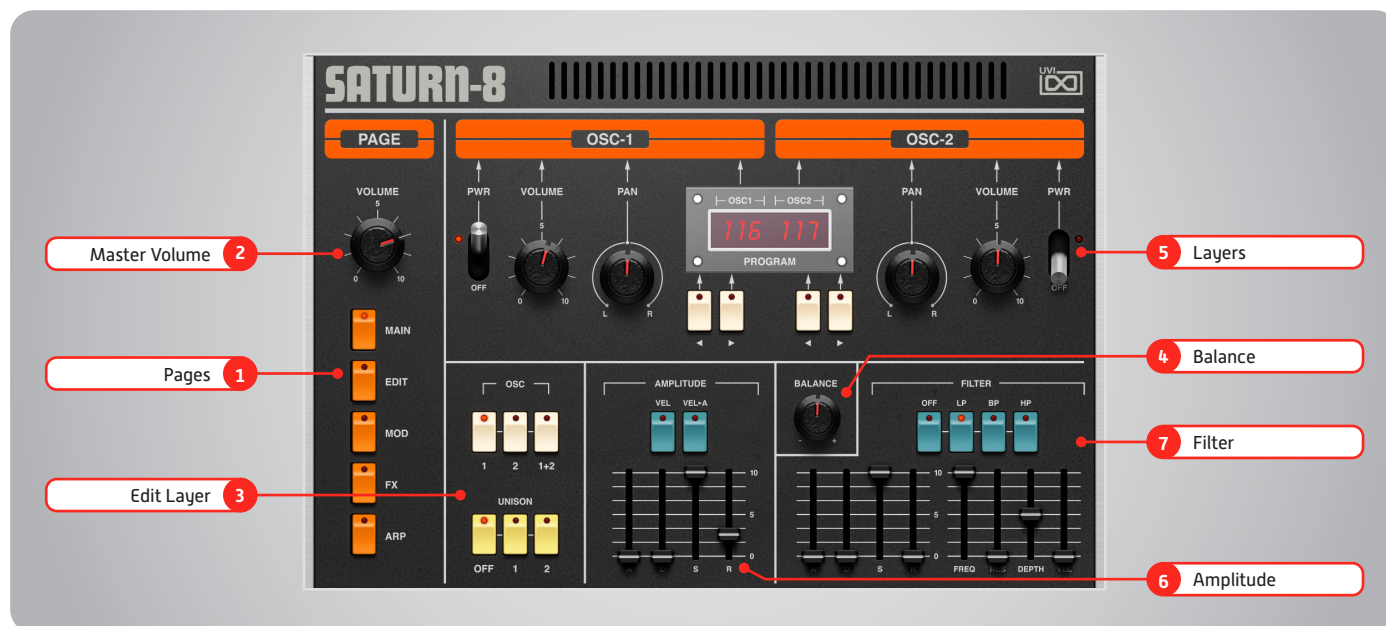 SATURN-8
UVI
PAGE
OSC-1
OSC-2
VOLUME
5
0
10
PWR
OFF
VOLUME
5
0
10
PAN
L
R
OSC1
OSC2
116 117
PROGRAM
◄
►
◄
►
PAN
L
R
VOLUME
5
0
10
PWR
OFF
Master Volume 2
5 Layers
MAIN
EDIT
MOD
FX
ARP
Pages 1
4 Balance
OSC
1
2
1+2
UNISON
OFF
1
2
AMPLITUDE
VEL
VEL>A
10
5
0
A
D
S
R
BALANCE
-
+
FILTER
OFF
LP
BP
HP
10
5
0
A
D
S
R
FREQ
RES
DEPTH
VEL
7 Filter
Edit Layer 3
6 Amplitude